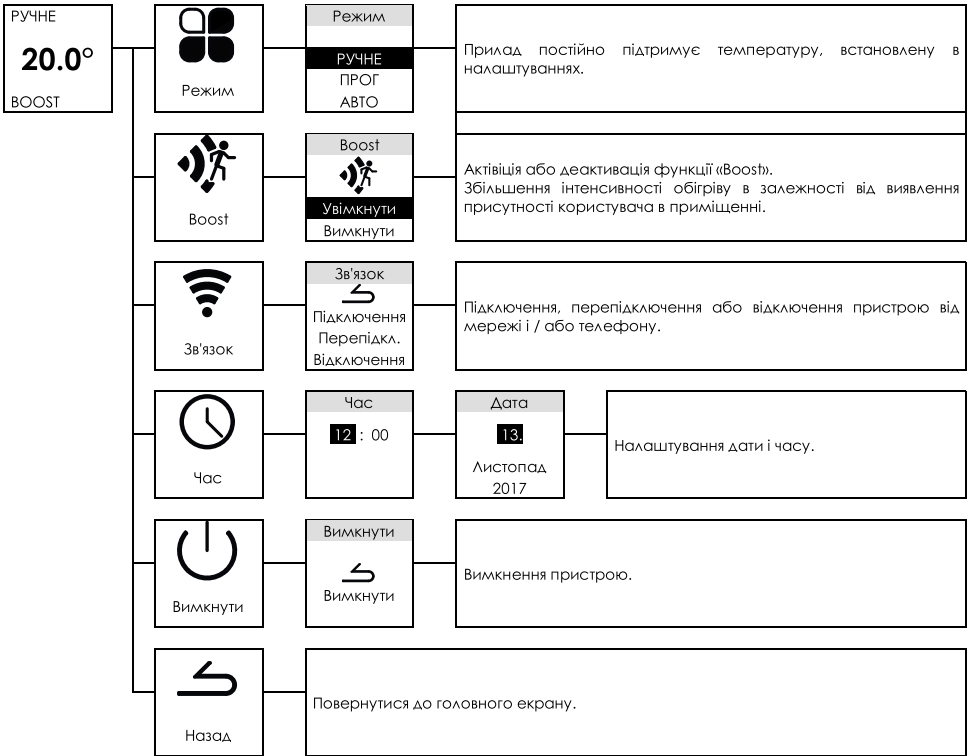 РУЧНЕ
20.0°
BOOST
Режим
Режим
РУЧНЕ
ПРОГ
АВТО
Прилад постійно підтримує температуру, встановлену в
налаштуваннях.
Boost
Boost
Увімкнути
Вимкнути
Актівіція або деактивація функції «Boost».
Збільшення інтенсивності обігріву в залежності від виявлення
присутності користувача в приміщенні.
Зв'язок
Зв'язок
Підключення
Перепідкл.
Відключення
Підключення, перепідключення або відключення пристрою від
мережі і / або телефону.
Час
Час
12 : 00
Дата
13.
Листопад
2017
Налаштування дати і часу.
Вимкнути
Вимкнути
Вимкнути
Вимкнення пристрою.
Назад
Повернутися до головного екрану.